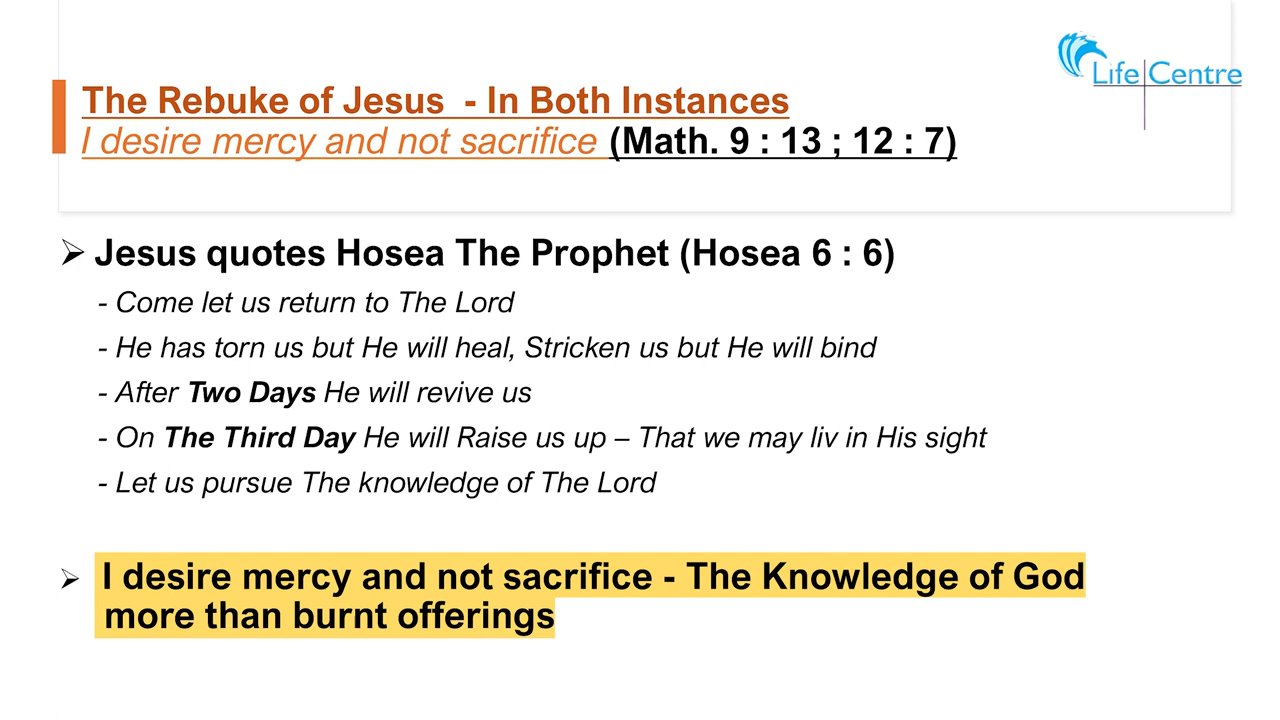 Life Centre
The Rebuke of Jesus - In Both Instances
I desire mercy and not sacrifice (Math. 9 : 13 ; 12 : 7)
➢ Jesus quotes Hosea The Prophet (Hosea 6 : 6)
- Come let us return to The Lord
- He has torn us but He will heal, Stricken us but He will bind
- After Two Days He will revive us
- On The Third Day He will Raise us up – That we may liv in His sight
- Let us pursue The knowledge of The Lord
➢ I desire mercy and not sacrifice - The Knowledge of God
more than burnt offerings